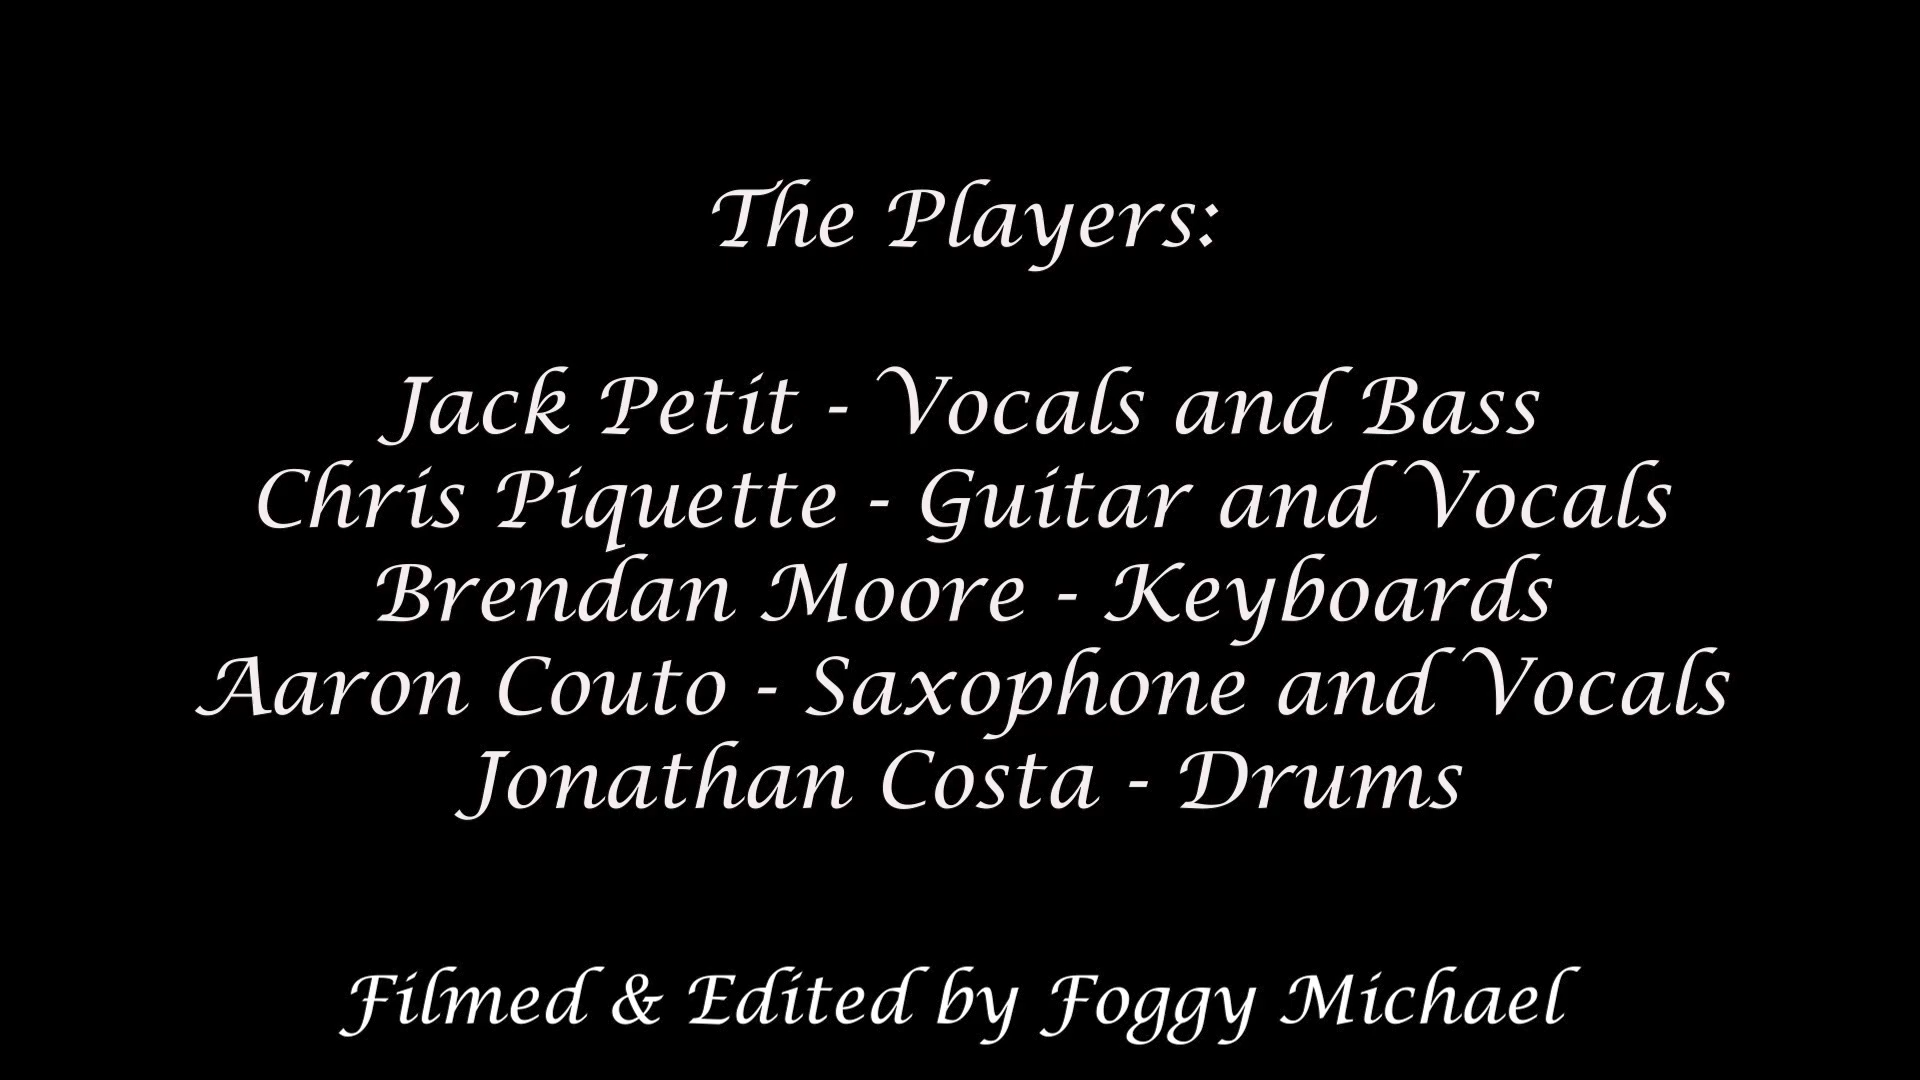 The Players:
Jack Petit - Vocals and Bass
Chris Piquette - Guitar and Vocals
Brendan Moore - Keyboards
Aaron Couto - Saxophone and Vocals
Jonathan Costa - Drums
Filmed & Edited by Foggy Michael